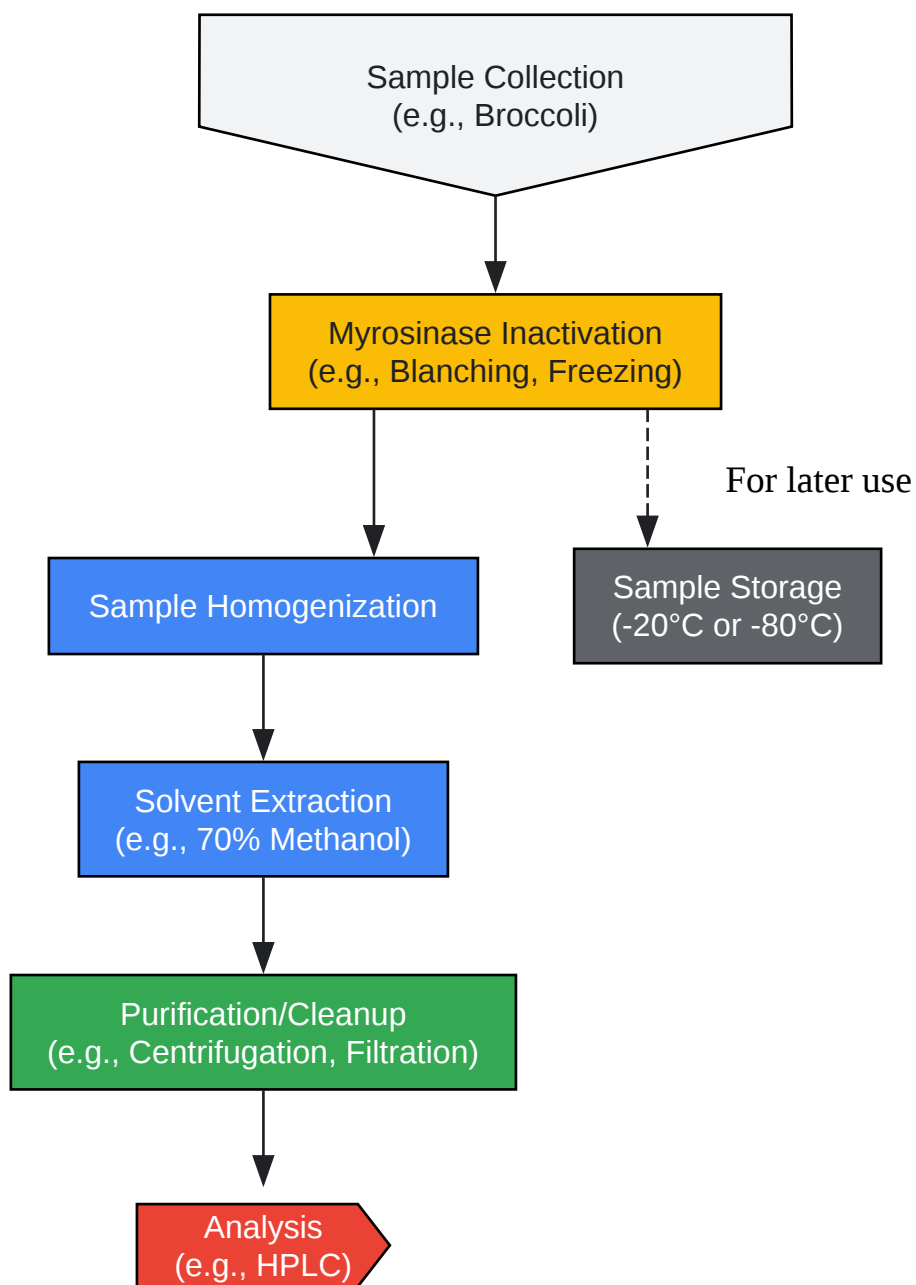 Sample Collection
(e.g., Broccoli)
Myrosinase Inactivation
(e.g., Blanching, Freezing)
For later use
Sample Homogenization
Sample Storage
(-20°C or -80°C)
Solvent Extraction
(e.g., 70% Methanol)
Purification/Cleanup
(e.g., Centrifugation, Filtration)
Analysis
(e.g., HPLC)